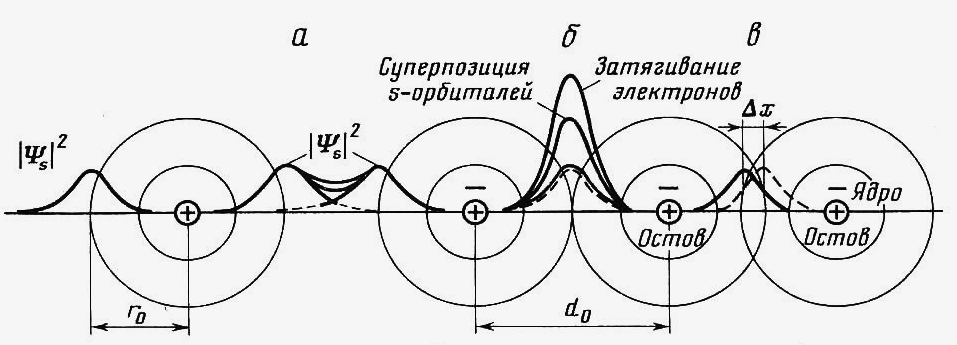 а
б
в
Суперпозиция
s-орбиталей
Затягивание
электронов
Δx
|Ψs|²
|Ψs|²
−
−
Ядро
+
+
+
+
Остов
Остов
r₀
d₀